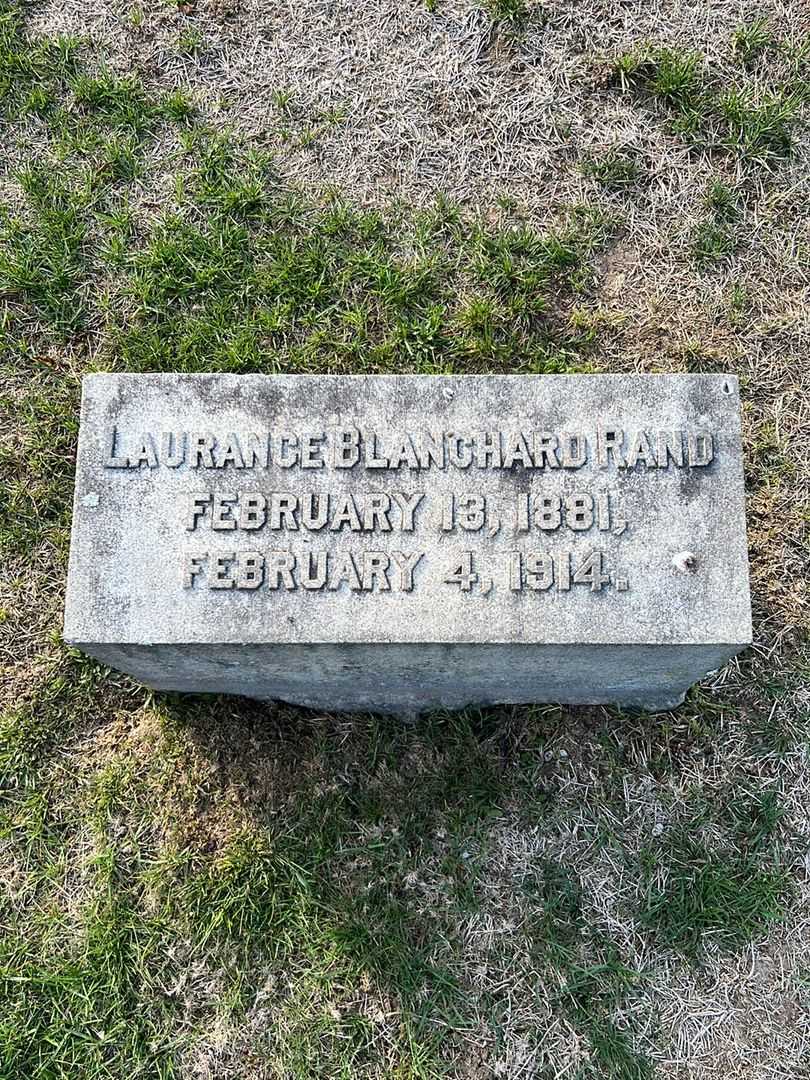 LAURANCE BLANCHARD RAND
FEBRUARY 13, 1881,
FEBRUARY 4, 1914.